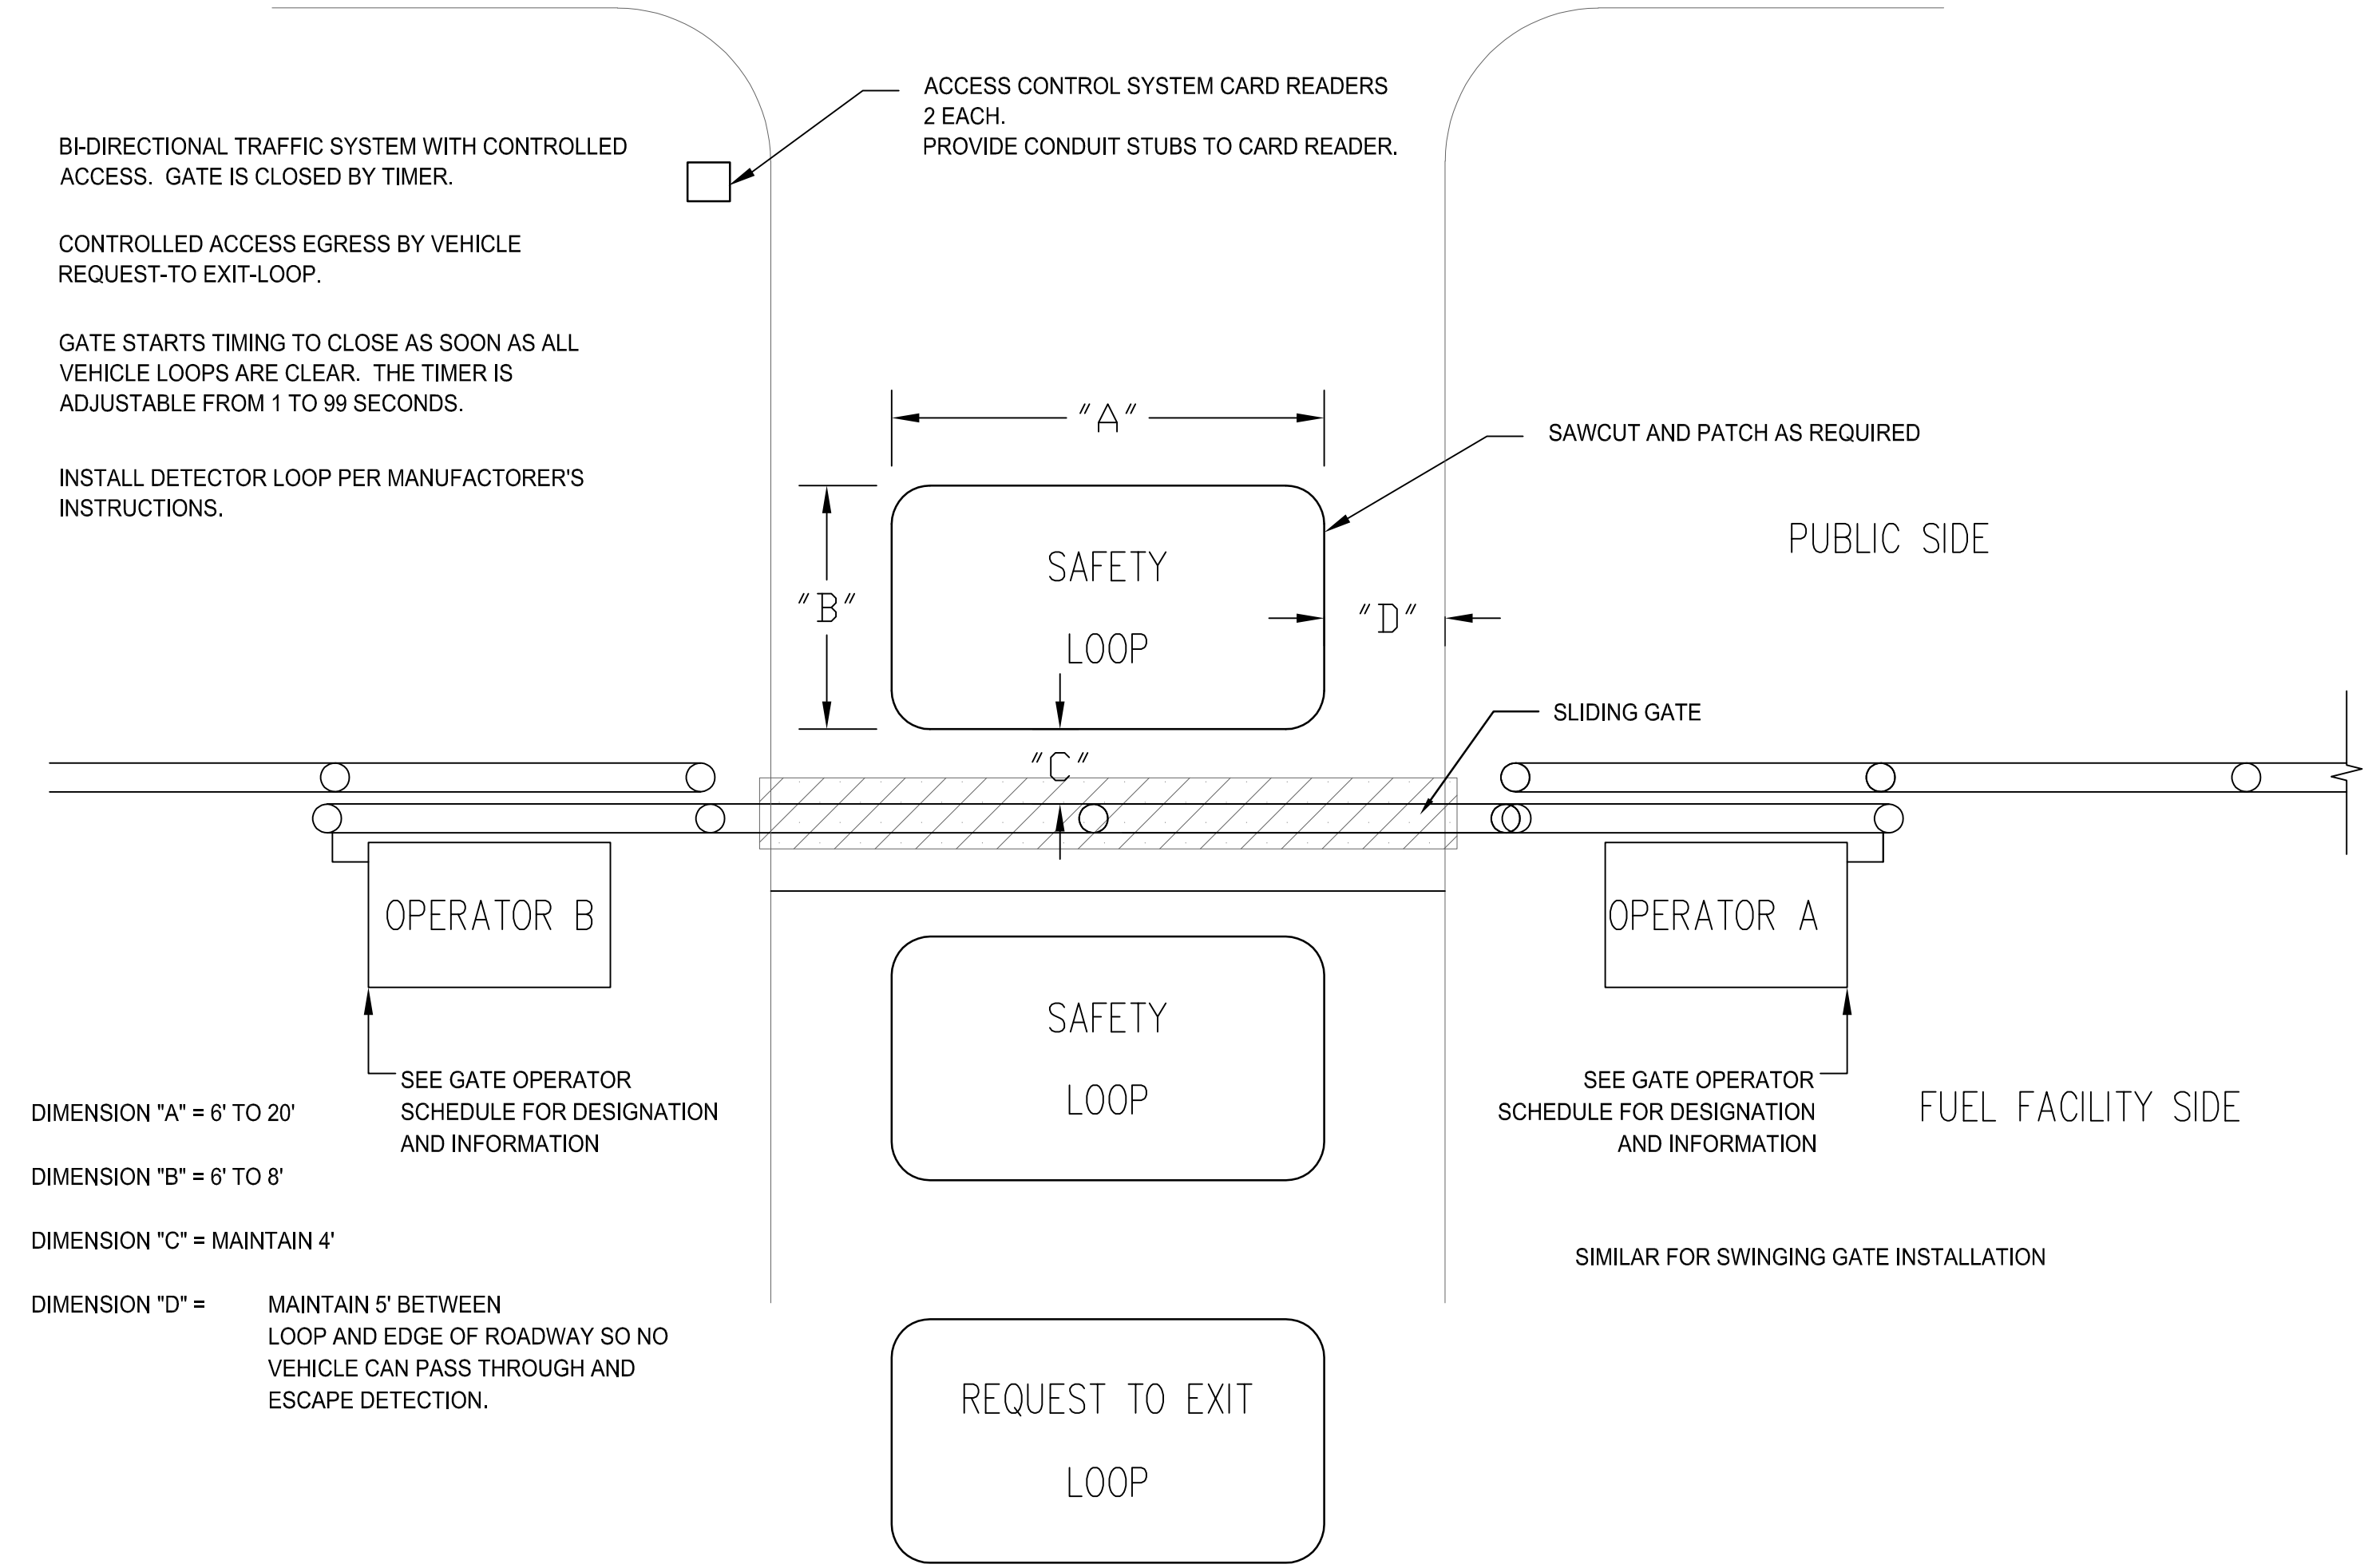 ACCESS CONTROL SYSTEM CARD READERS
2 EACH.
PROVIDE CONDUIT STUBS TO CARD READER.
BI-DIRECTIONAL TRAFFIC SYSTEM WITH CONTROLLED
ACCESS.  GATE IS CLOSED BY TIMER.
CONTROLLED ACCESS EGRESS BY VEHICLE
REQUEST-TO EXIT-LOOP.
GATE STARTS TIMING TO CLOSE AS SOON AS ALL
VEHICLE LOOPS ARE CLEAR.  THE TIMER IS
ADJUSTABLE FROM 1 TO 99 SECONDS.
INSTALL DETECTOR LOOP PER MANUFACTORER'S
INSTRUCTIONS.
"A"
SAWCUT AND PATCH AS REQUIRED
PUBLIC SIDE
SAFETY
LOOP
"B"
"D"
SLIDING GATE
"C"
OPERATOR B
OPERATOR A
SAFETY
LOOP
SEE GATE OPERATOR
SCHEDULE FOR DESIGNATION
AND INFORMATION
SEE GATE OPERATOR
SCHEDULE FOR DESIGNATION
AND INFORMATION
FUEL FACILITY SIDE
DIMENSION "A" = 6' TO 20'
DIMENSION "B" = 6' TO 8'
DIMENSION "C" = MAINTAIN 4'
DIMENSION "D" = MAINTAIN 5' BETWEEN
LOOP AND EDGE OF ROADWAY SO NO
VEHICLE CAN PASS THROUGH AND
ESCAPE DETECTION.
SIMILAR FOR SWINGING GATE INSTALLATION
REQUEST TO EXIT
LOOP